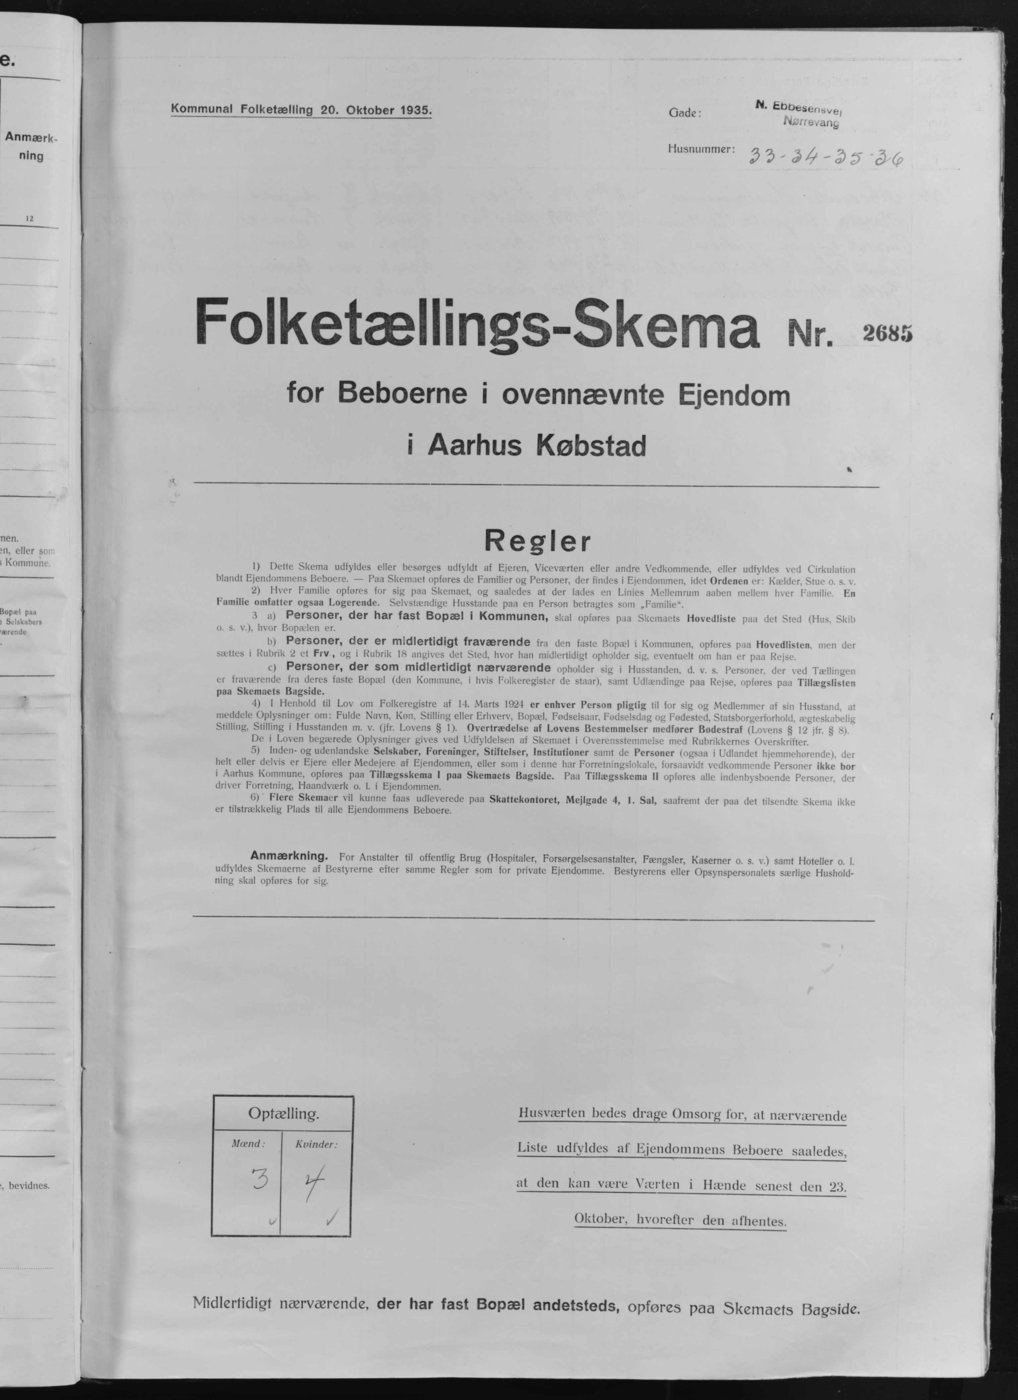 e.
Anmærk-
ning
12
nen.
en, eller som
s Kommune.
Bopæl paa
e Selskabers
værende
e, bevidnes.
Kommunal Folketælling 20. Oktober 1935.
Gade: N. Ebbesensvej
Nørrevang
Husnummer: 33-34-35-36
Folketællings-Skema Nr. 2685
for Beboerne i ovennævnte Ejendom
i Aarhus Købstad
Regler
1) Dette Skema udfyldes eller besørges udfyldt af Ejeren, Viceværten eller andre Vedkommende, eller udfyldes ved Cirkulation
blandt Ejendommens Beboere. — Paa Skemaet opføres de Familier og Personer, der findes i Ejendommen, idet Ordenen er: Kælder, Stue o. s. v.
2) Hver Familie opføres for sig paa Skemaet, og saaledes at der lades en Linies Mellemrum aaben mellem hver Familie. En
Familie omfatter ogsaa Logerende. Selvstændige Husstande paa en Person betragtes som „Familie“.
3 a) Personer, der har fast Bopæl i Kommunen, skal opføres paa Skemaets Hovedliste paa det Sted (Hus, Skib
o. s. v.), hvor Bopælen er.
b) Personer, der er midlertidigt fraværende fra den faste Bopæl i Kommunen, opføres paa Hovedlisten, men der
sættes i Rubrik 2 et Frv., og i Rubrik 18 angives det Sted, hvor han midlertidigt opholder sig, eventuelt om han er paa Rejse.
c) Personer, der som midlertidigt nærværende opholder sig i Husstanden, d. v. s. Personer, der ved Tællingen
er fraværende fra deres faste Bopæl (den Kommune, i hvis Folkeregister de staar), samt Udlændinge paa Rejse, opføres paa Tillægslisten
paa Skemaets Bagside.
4) I Henhold til Lov om Folkeregistre af 14. Marts 1924 er enhver Person pligtig til for sig og Medlemmer af sin Husstand, at
meddele Oplysninger om: Fulde Navn, Køn, Stilling eller Erhverv, Bopæl, Fødselsaar, Fødselsdag og Fødested, Statsborgerforhold, ægteskabelig
Stilling, Stilling i Husstanden m. v. (jfr. Lovens § 1). Overtrædelse af Lovens Bestemmelser medfører Bødestraf (Lovens § 12 jfr. § 8).
De i Loven begærede Oplysninger gives ved Udfyldelsen af Skemaet i Overensstemmelse med Rubrikkernes Overskrifter.
5) Inden- og udenlandske Selskaber, Foreninger, Stiftelser, Institutioner samt de Personer (ogsaa i Udlandet hjemmehørende), der
helt eller delvis er Ejere eller Medejere af Ejendommen, eller som i denne har Forretningslokale, forsaavidt vedkommende Personer ikke bor
i Aarhus Kommune, opføres paa Tillægsskema I paa Skemaets Bagside. Paa Tillægsskema II opføres alle indenbysboende Personer, der
driver Forretning, Haandværk o. l. i Ejendommen.
6) Flere Skemaer vil kunne faas udleverede paa Skattekontoret, Mejlgade 4, 1. Sal, saafremt der paa det tilsendte Skema ikke
er tilstrækkelig Plads til alle Ejendommens Beboere.
Anmærkning. For Anstalter til offentlig Brug (Hospitaler, Forsørgelsesanstalter, Fængsler, Kaserner o. s. v.) samt Hoteller o. l.
udfyldes Skemaerne af Bestyrerne efter samme Regler som for private Ejendomme. Bestyrerens eller Opsynspersonalets særlige Hushold-
ning skal opføres for sig.
Optælling.
Mænd: Kvinder:
3 4
Husværten bedes drage Omsorg for, at nærværende
Liste udfyldes af Ejendommens Beboere saaledes,
at den kan være Værten i Hænde senest den 23.
Oktober, hvorefter den afhentes.
Midlertidigt nærværende, der har fast Bopæl andetsteds, opføres paa Skemaets Bagside.